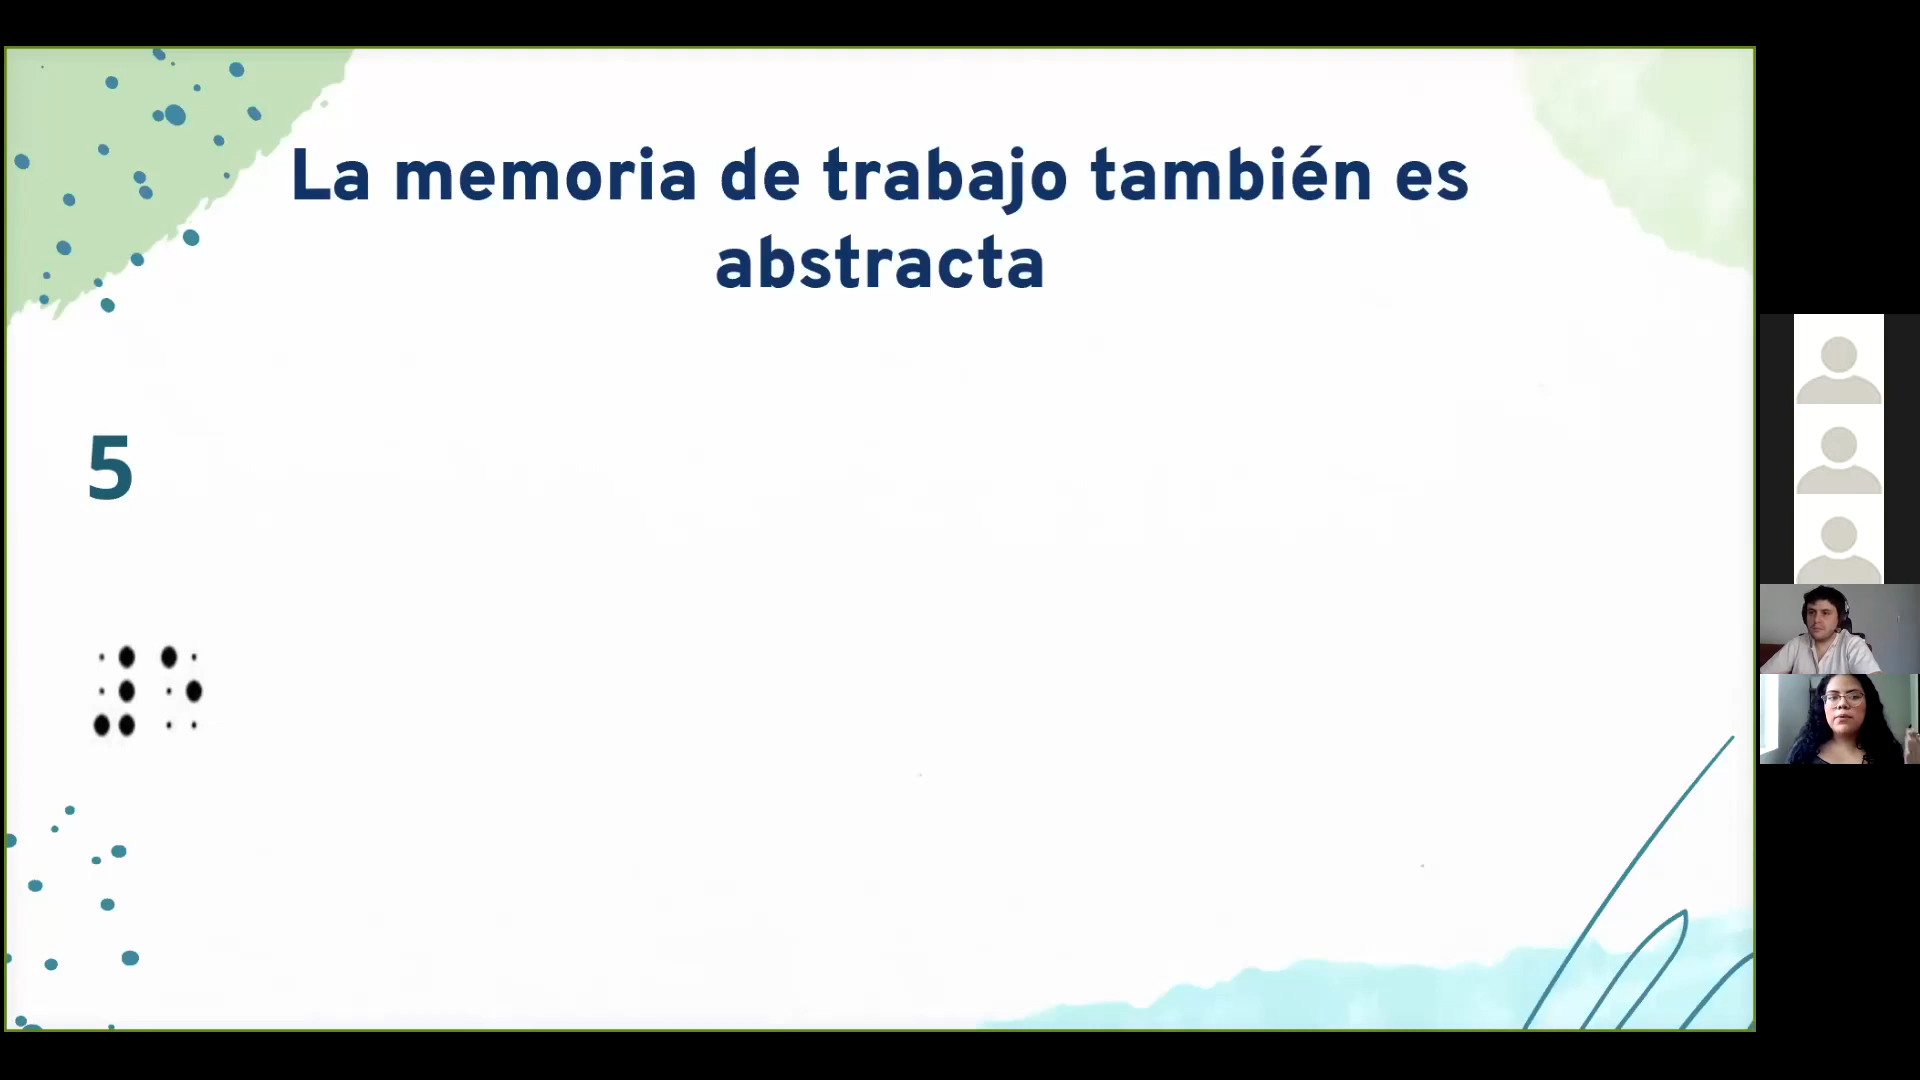 La memoria de trabajo también es
abstracta
5
⠼⠑